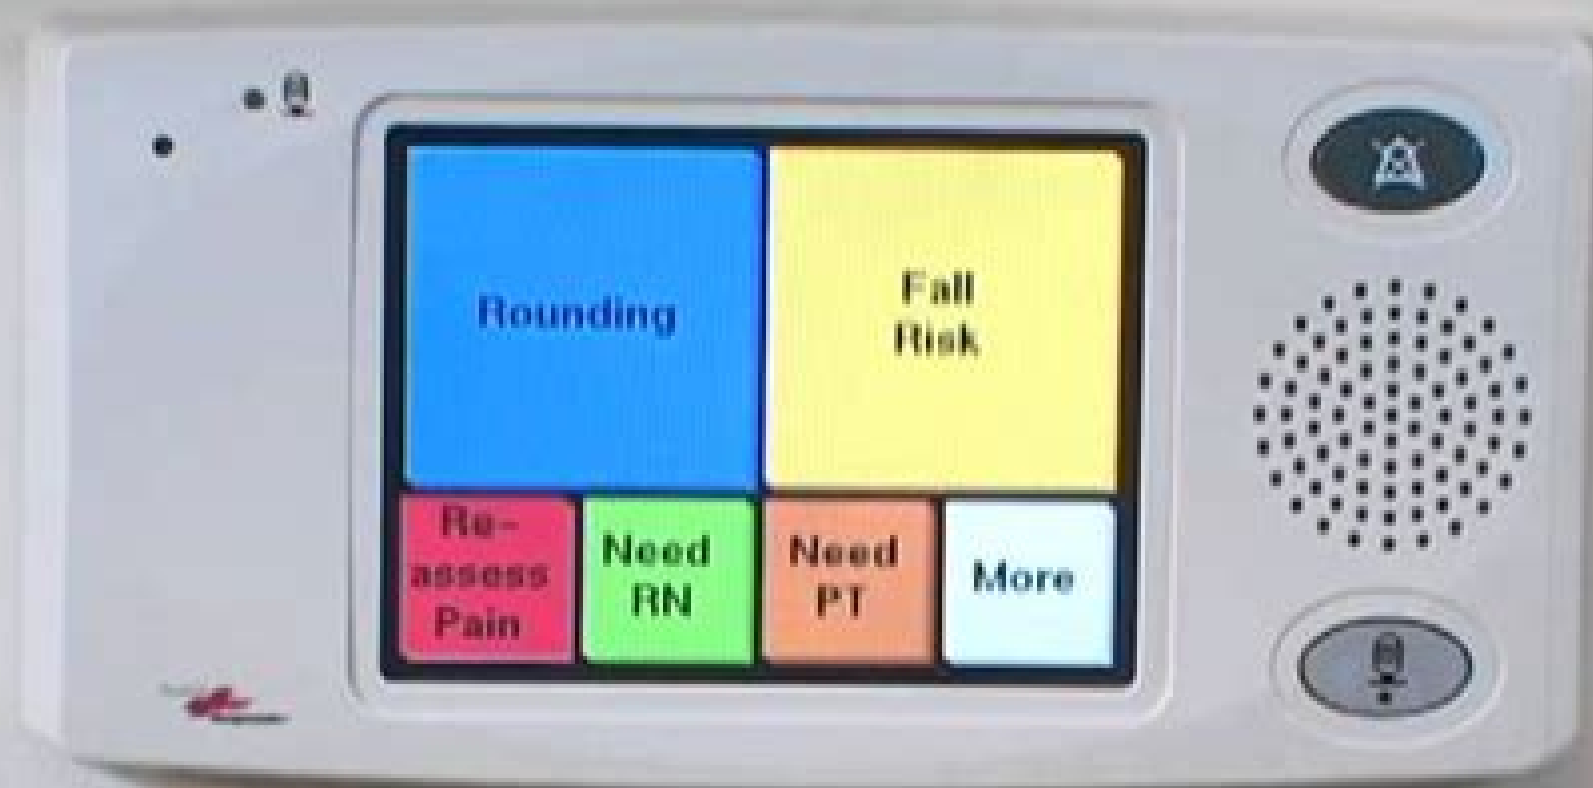 Rounding
Fall
Risk
Re-
assess
Pain
Need
RN
Need
PT
More